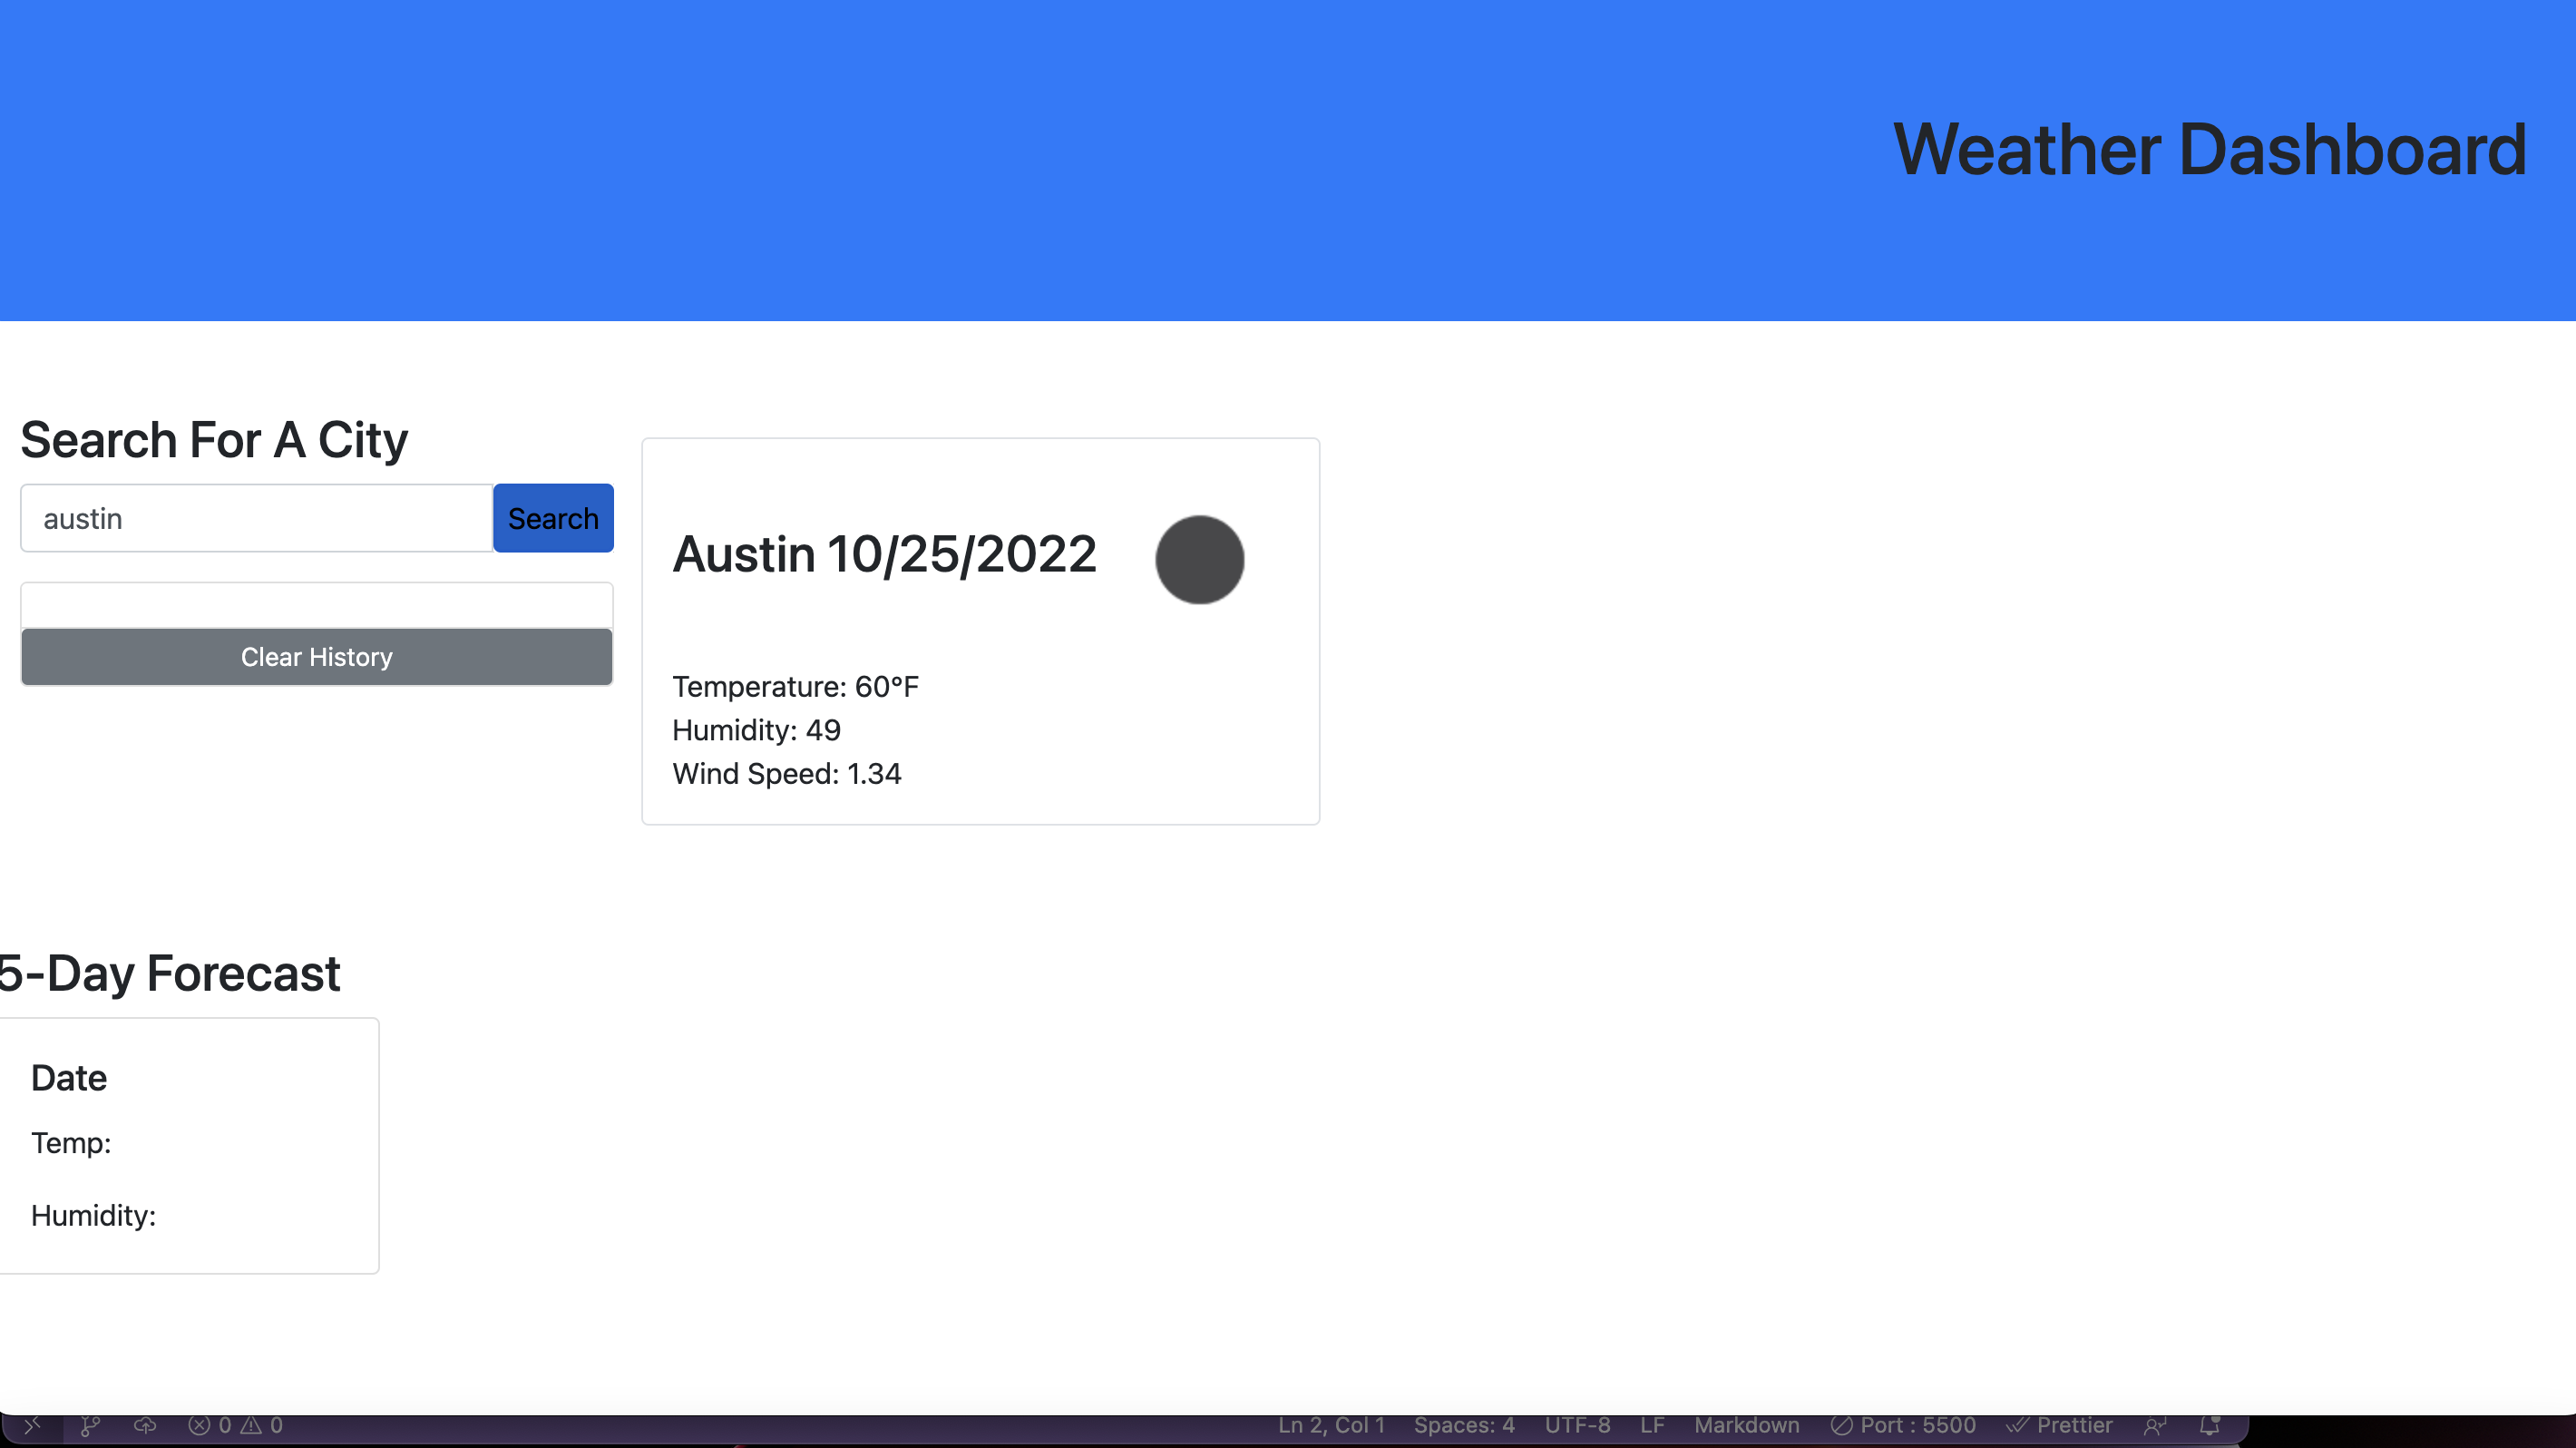 Weather Dashboard
Search For A City
austin
Search
Clear History
Austin 10/25/2022
Temperature: 60°F
Humidity: 49
Wind Speed: 1.34
5-Day Forecast
Date
Temp:
Humidity:
0 0 Ln 2, Col 1 Spaces: 4 UTF-8 LF Markdown Port : 5500 Prettier